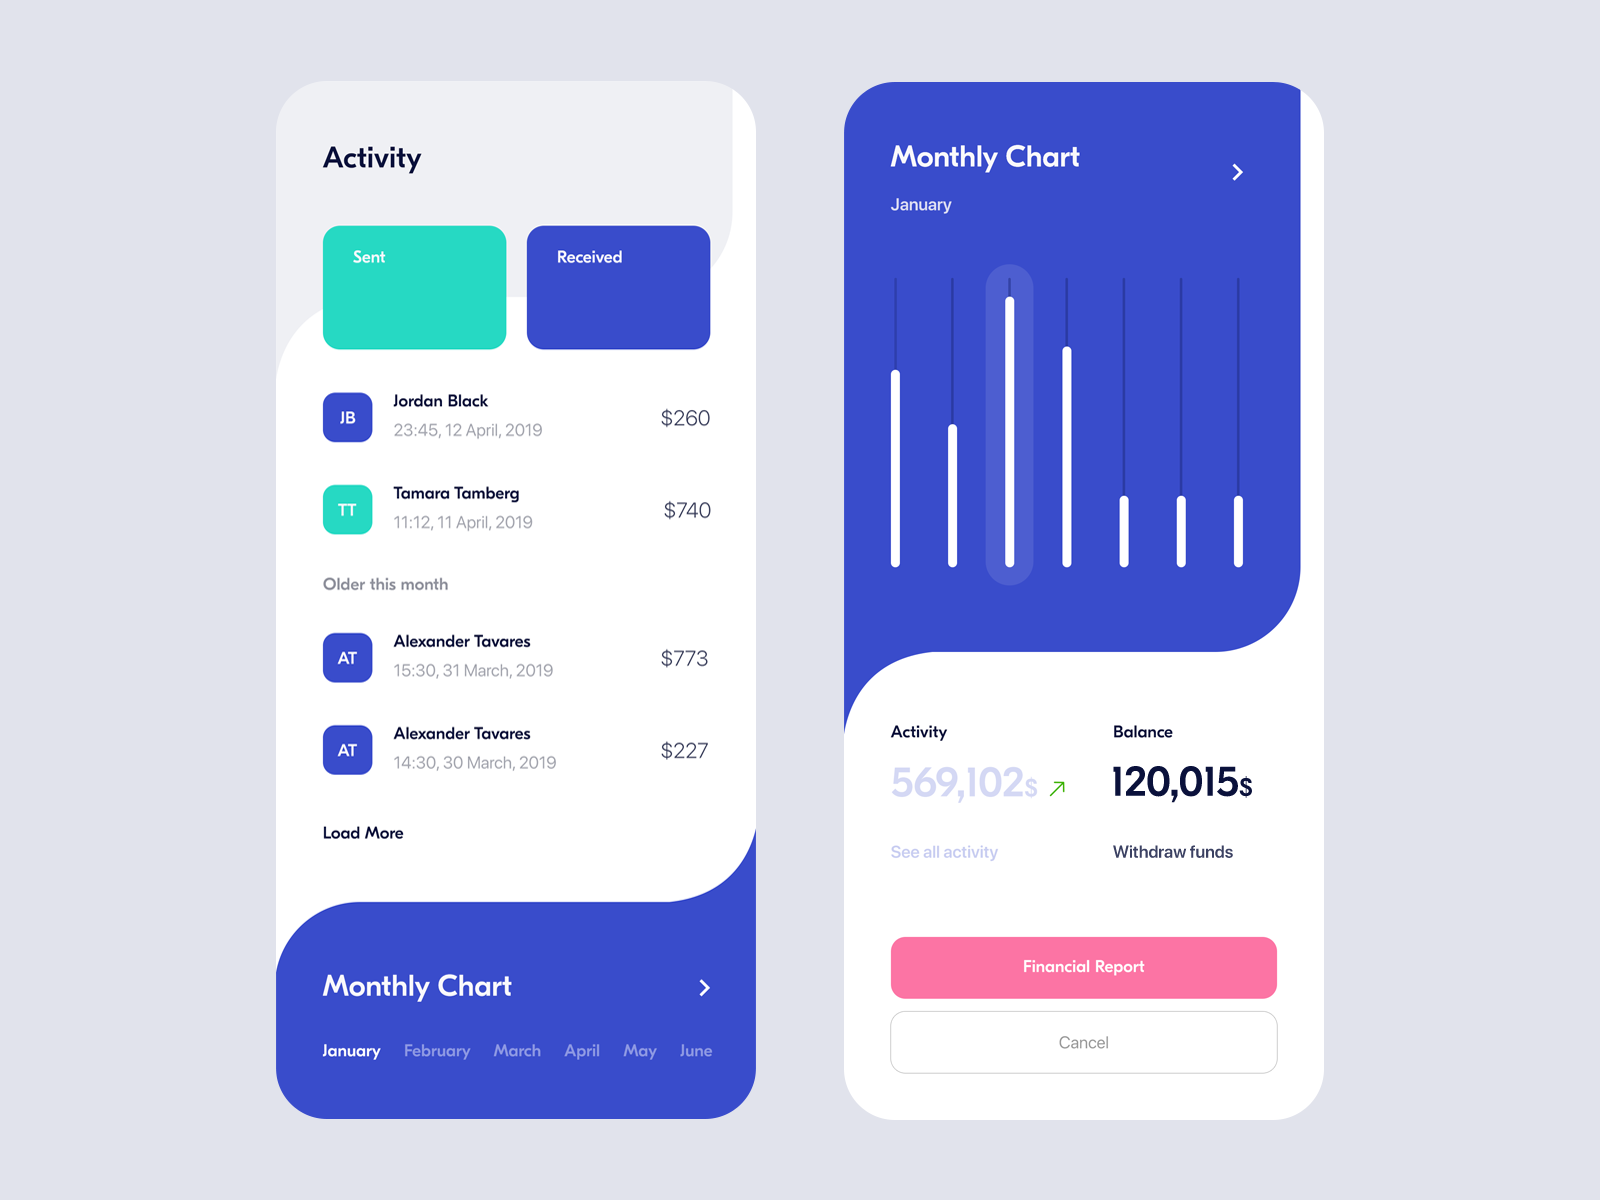 Activity
Sent
Received
JB
Jordan Black
23:45, 12 April, 2019
$260
TT
Tamara Tamberg
11:12, 11 April, 2019
$740
Older this month
AT
Alexander Tavares
15:30, 31 March, 2019
$773
AT
Alexander Tavares
14:30, 30 March, 2019
$227
Load More
Monthly Chart
January February March April May June
Monthly Chart
January
Activity
569,102$
See all activity
Balance
120,015$
Withdraw funds
Financial Report
Cancel